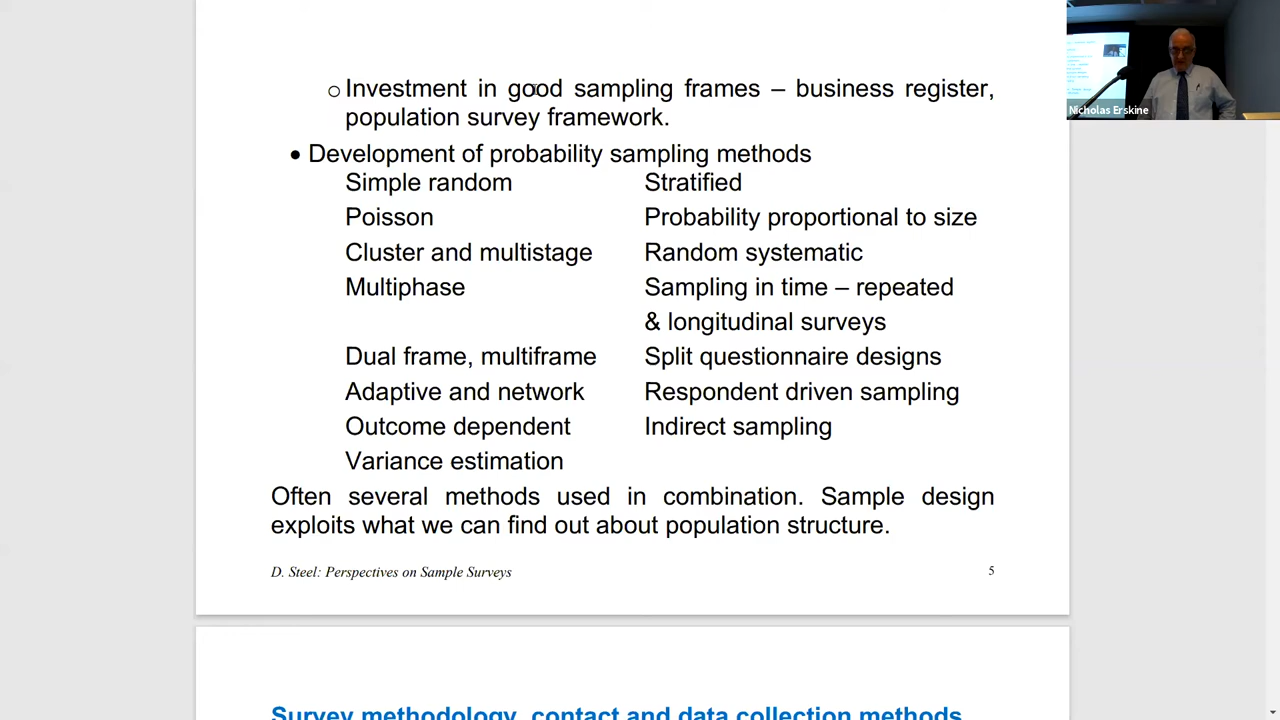 ○ Investment in good sampling frames – business register,
population survey framework.
• Development of probability sampling methods
Simple random Stratified
Poisson Probability proportional to size
Cluster and multistage Random systematic
Multiphase Sampling in time – repeated
& longitudinal surveys
Dual frame, multiframe Split questionnaire designs
Adaptive and network Respondent driven sampling
Outcome dependent Indirect sampling
Variance estimation
Often several methods used in combination. Sample design
exploits what we can find out about population structure.
D. Steel: Perspectives on Sample Surveys 5
Survey methodology, contact and data collection methods
Nicholas Erskine